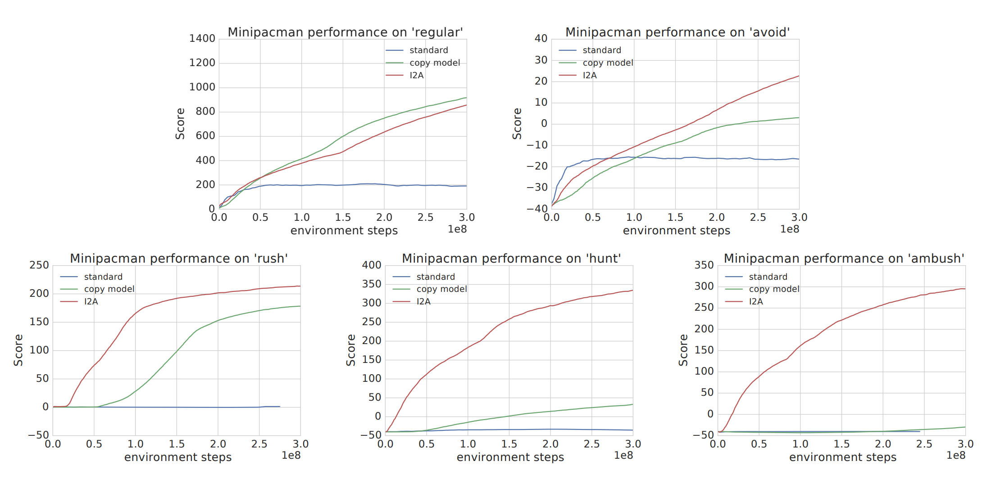 Minipacman performance on 'regular'
1400
1200
1000
800
600
400
200
0
Score
standard
copy model
I2A
0.0 0.5 1.0 1.5 2.0 2.5 3.0
environment steps 1e8
Minipacman performance on 'avoid'
40
30
20
10
0
−10
−20
−30
−40
Score
standard
copy model
I2A
0.0 0.5 1.0 1.5 2.0 2.5 3.0
environment steps 1e8
Minipacman performance on 'rush'
250
200
150
100
50
0
−50
Score
standard
copy model
I2A
0.0 0.5 1.0 1.5 2.0 2.5 3.0
environment steps 1e8
Minipacman performance on 'hunt'
400
350
300
250
200
150
100
50
0
−50
Score
standard
copy model
I2A
0.0 0.5 1.0 1.5 2.0 2.5 3.0
environment steps 1e8
Minipacman performance on 'ambush'
350
300
250
200
150
100
50
0
−50
Score
standard
copy model
I2A
0.0 0.5 1.0 1.5 2.0 2.5 3.0
environment steps 1e8